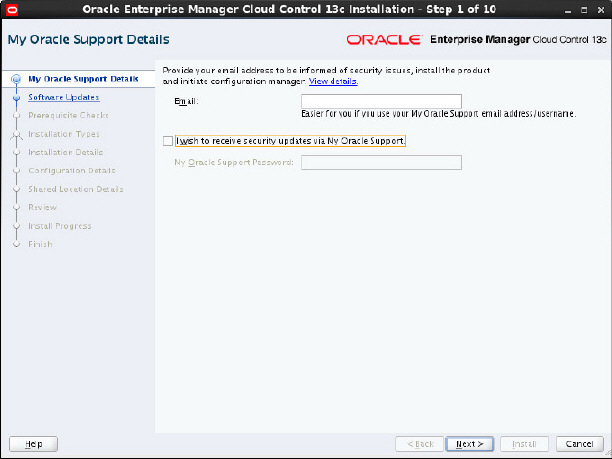 Oracle Enterprise Manager Cloud Control 13c Installation - Step 1 of 10
My Oracle Support Details
ORACLE Enterprise Manager Cloud Control 13c
My Oracle Support Details
Software Updates
Prerequisite Checks
Installation Types
Installation Details
Configuration Details
Shared Location Details
Review
Install Progress
Finish
Provide your email address to be informed of security issues, install the product
and initiate configuration manager. View details.
Email:
Easier for you if you use your My Oracle Support email address/username.
I wish to receive security updates via My Oracle Support.
My Oracle Support Password:
Help
< Back
Next >
Install
Cancel